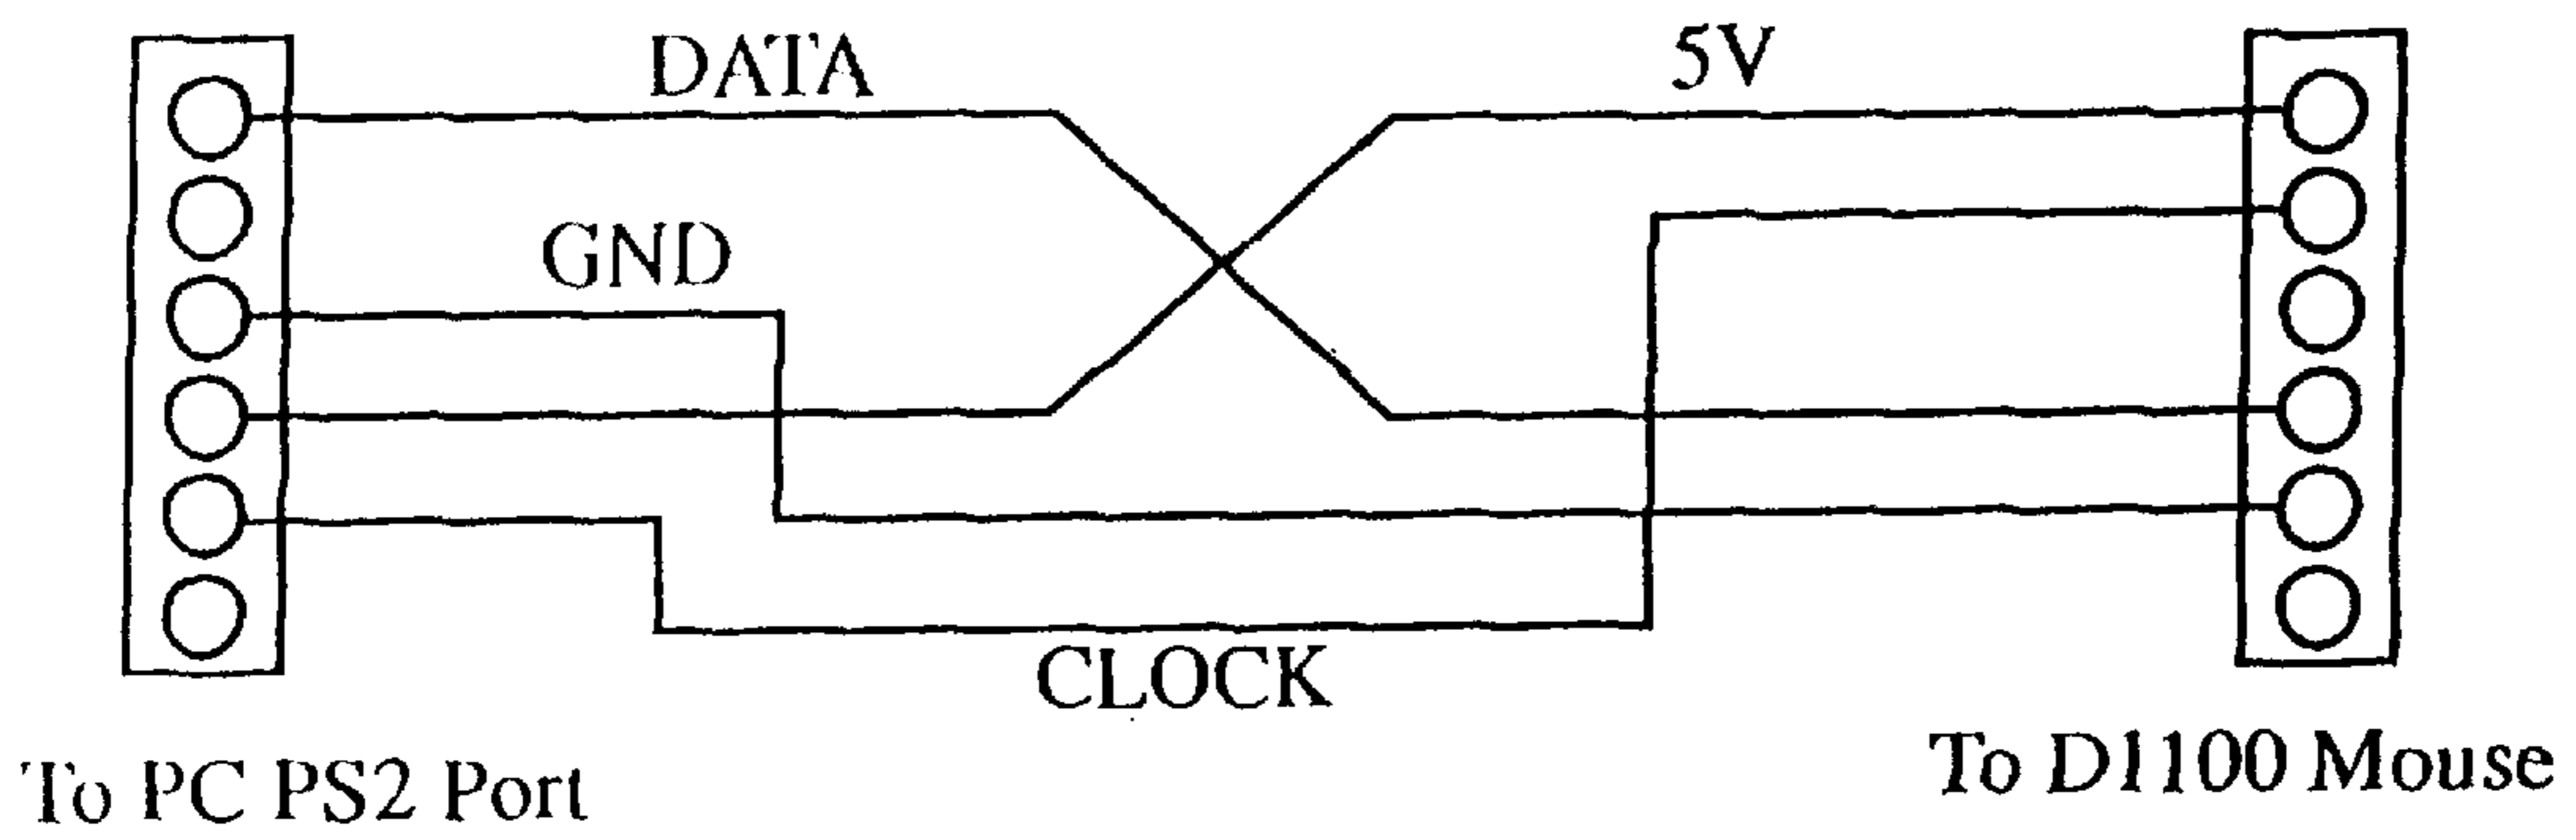 DATA
5V
GND
CLOCK
To PC PS2 Port
To D1100 Mouse